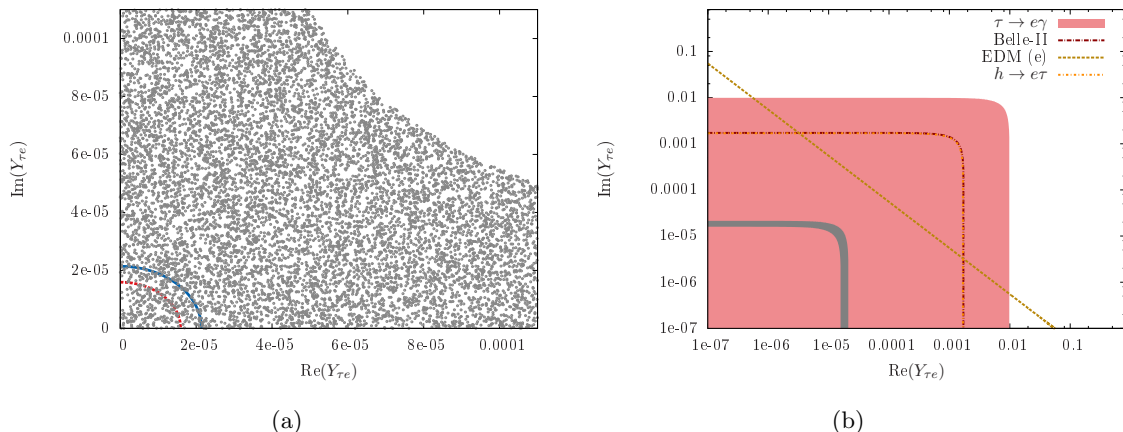 0.0001
8e-05
6e-05
4e-05
2e-05
0
Im(Yτe)
0 2e-05 4e-05 6e-05 8e-05 0.0001
Re(Yτe)
(a)
τ → eγ
Belle-II
EDM (e)
h → eτ
0.1
0.01
0.001
0.0001
1e-05
1e-06
1e-07
Im(Yτe)
1e-07 1e-06 1e-05 0.0001 0.001 0.01 0.1
Re(Yτe)
(b)